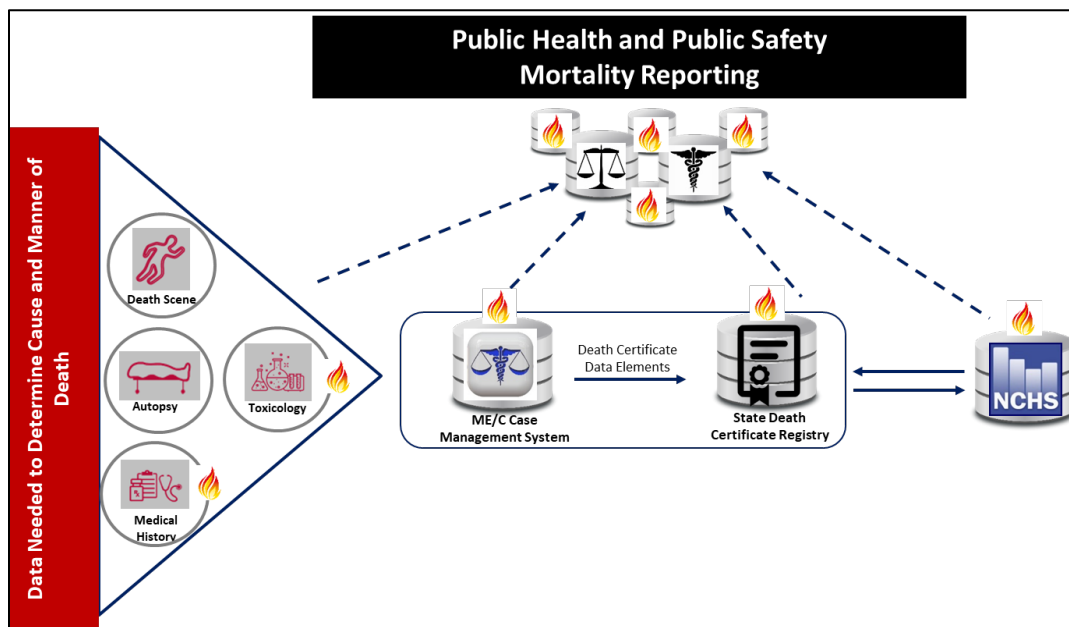 Public Health and Public Safety
Mortality Reporting
Data Needed to Determine Cause and Manner of
Death
Death Scene
Autopsy
Toxicology
Medical
History
ME/C Case
Management System
Death Certificate
Data Elements
State Death
Certificate Registry
NCHS